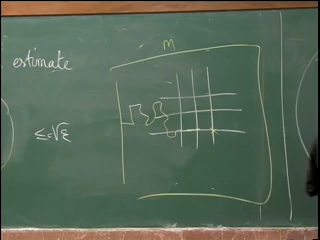 M
estimate
≤ √ε